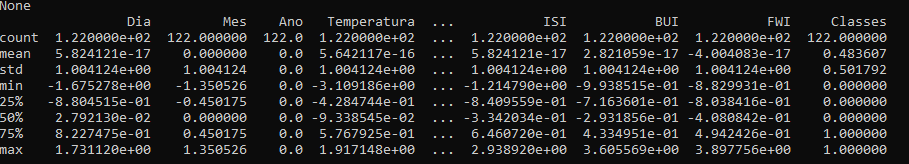 None
Dia Mes Ano Temperatura ... ISI BUI FWI Classes
count 1.220000e+02 122.000000 122.0 1.220000e+02 ... 1.220000e+02 1.220000e+02 1.220000e+02 122.000000
mean 5.824121e-17 0.000000 0.0 5.642117e-16 ... 5.824121e-17 2.821059e-17 -4.004083e-17 0.483607
std 1.004124e+00 1.004124 0.0 1.004124e+00 ... 1.004124e+00 1.004124e+00 1.004124e+00 0.501792
min -1.675278e+00 -1.350526 0.0 -3.109186e+00 ... -1.214790e+00 -9.938515e-01 -8.829931e-01 0.000000
25% -8.804515e-01 -0.450175 0.0 -4.284744e-01 ... -8.409559e-01 -7.163601e-01 -8.038416e-01 0.000000
50% 2.792130e-02 0.000000 0.0 -9.338545e-02 ... -3.342034e-01 -2.931856e-01 -4.080842e-01 0.000000
75% 8.227475e-01 0.450175 0.0 5.767925e-01 ... 6.460720e-01 4.334951e-01 4.942426e-01 1.000000
max 1.731120e+00 1.350526 0.0 1.917148e+00 ... 2.938920e+00 3.605569e+00 3.897756e+00 1.000000